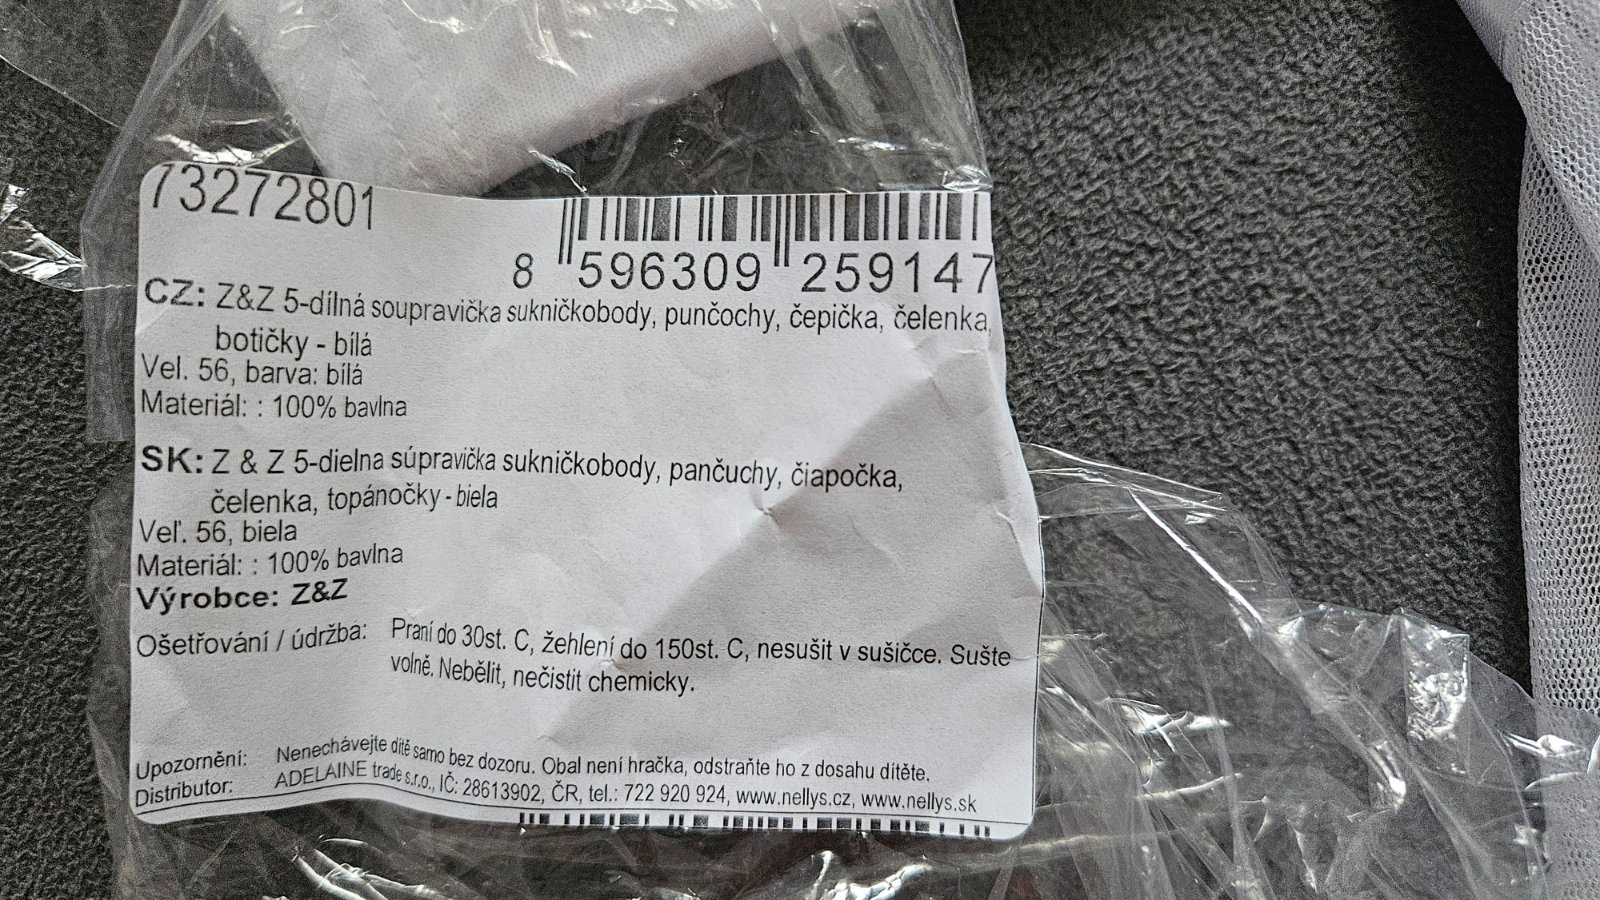 73272801
8 596309 259147
CZ: Z&Z 5-dílná soupravička sukničkobody, punčochy, čepička, čelenka,
botičky - bílá
Vel. 56, barva: bílá
Materiál: : 100% bavlna
SK: Z & Z 5-dielna súpravička sukničkobody, pančuchy, čiapočka,
čelenka, topánočky - biela
Veľ. 56, biela
Materiál: : 100% bavlna
Výrobce: Z&Z
Ošetřování / údržba: Praní do 30st. C, žehlení do 150st. C, nesušit v sušičce. Sušte
volně. Nebělit, nečistit chemicky.
Upozornění: Nenechávejte dítě samo bez dozoru. Obal není hračka, odstraňte ho z dosahu dítěte.
Distributor: ADELAINE trade s.r.o., IČ: 28613902, ČR, tel.: 722 920 924, www.nellys.cz, www.nellys.sk